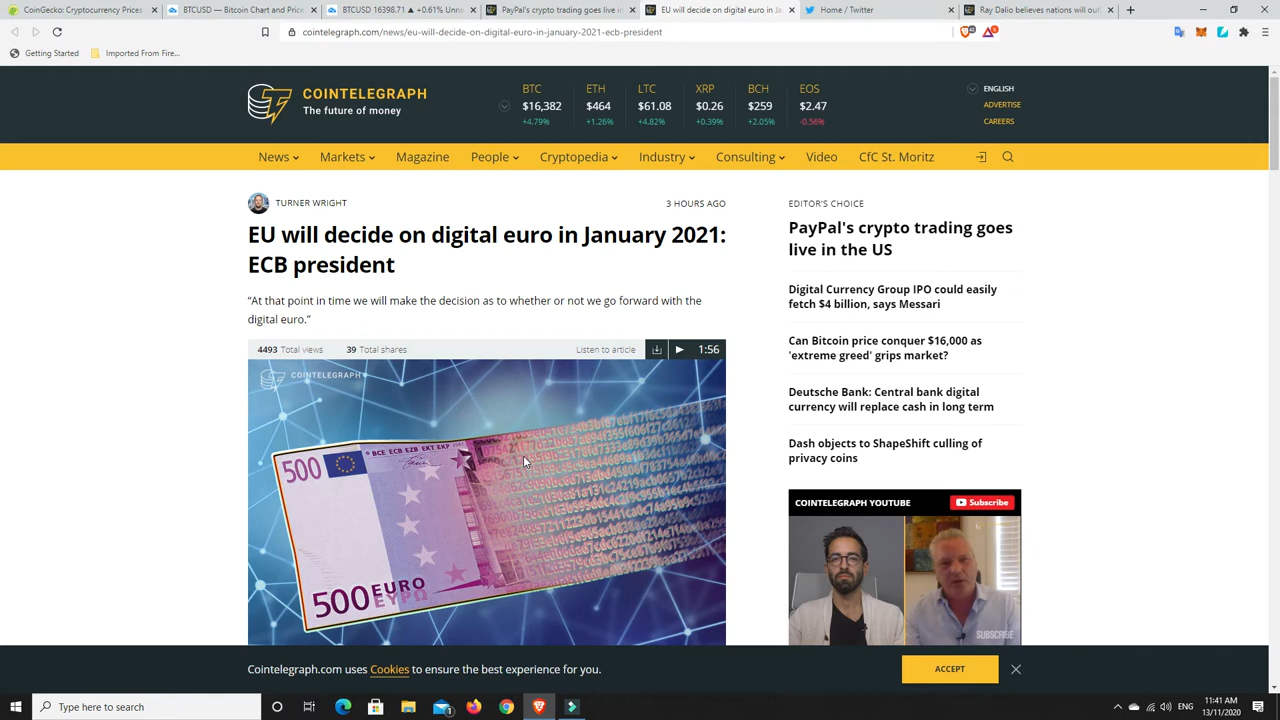 CoinGecko: Cryptocurrency Prices
BTCUSD — Bitcoin Chart and Price
BTCUSD 16398.71 ▲ +0.61% Unna
PayPal's crypto trading goes live in
EU will decide on digital euro in Ja
Home / Twitter
Ray Dalio believes nations will out
cointelegraph.com/news/eu-will-decide-on-digital-euro-in-january-2021-ecb-president
Getting Started
Imported From Fire...
COINTELEGRAPH
The future of money
BTC
$16,382
+4.79%
ETH
$464
+1.26%
LTC
$61.08
+4.82%
XRP
$0.26
+0.39%
BCH
$259
+2.05%
EOS
$2.47
-0.56%
ENGLISH
ADVERTISE
CAREERS
News
Markets
Magazine
People
Cryptopedia
Industry
Consulting
Video
CfC St. Moritz
TURNER WRIGHT
3 HOURS AGO
EU will decide on digital euro in January 2021:
ECB president
“At that point in time we will make the decision as to whether or not we go forward with the
digital euro.”
4493 Total views
39 Total shares
Listen to article
1:56
COINTELEGRAPH
500
BCE ECB EZB EKT EKP
500 EURO
ΕΥΡΩ
EDITOR'S CHOICE
PayPal's crypto trading goes
live in the US
Digital Currency Group IPO could easily
fetch $4 billion, says Messari
Can Bitcoin price conquer $16,000 as
'extreme greed' grips market?
Deutsche Bank: Central bank digital
currency will replace cash in long term
Dash objects to ShapeShift culling of
privacy coins
COINTELEGRAPH YOUTUBE
Subscribe
SUBSCRIBE
Cointelegraph.com uses Cookies to ensure the best experience for you.
ACCEPT
Type here to search
ENG
11:41 AM
13/11/2020